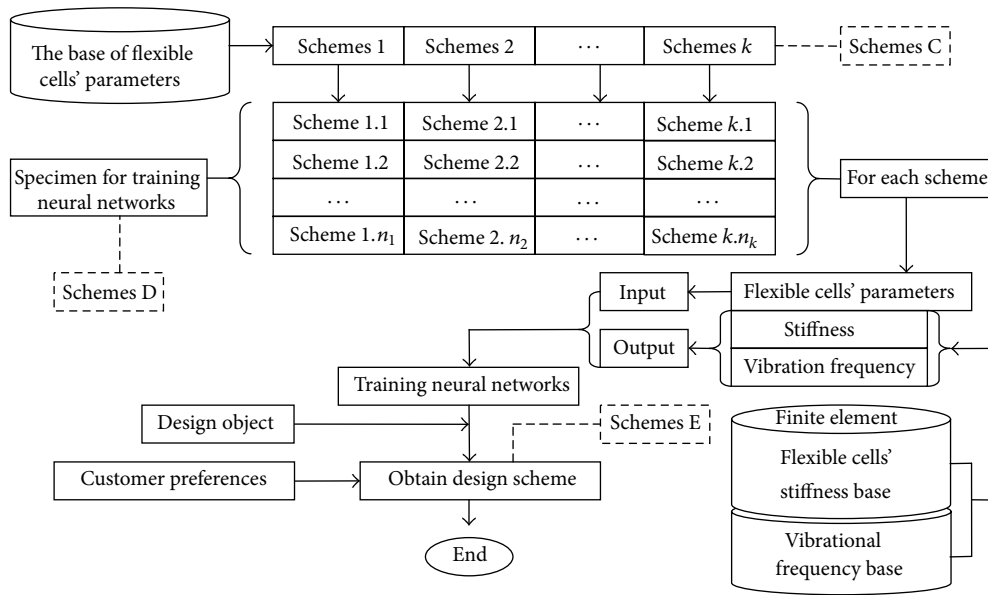 The base of flexible
cells' parameters
Schemes 1
Schemes 2
...
Schemes k
Schemes C
Scheme 1.1
Scheme 2.1
...
Scheme k.1
Scheme 1.2
Scheme 2.2
...
Scheme k.2
...
...
...
...
Scheme 1.n₁
Scheme 2. n₂
...
Scheme k.nₖ
Specimen for training
neural networks
For each scheme
Schemes D
Input
Flexible cells' parameters
Output
Stiffness
Vibration frequency
Training neural networks
Design object
Schemes E
Customer preferences
Obtain design scheme
End
Finite element
Flexible cells'
stiffness base
Vibrational
frequency base